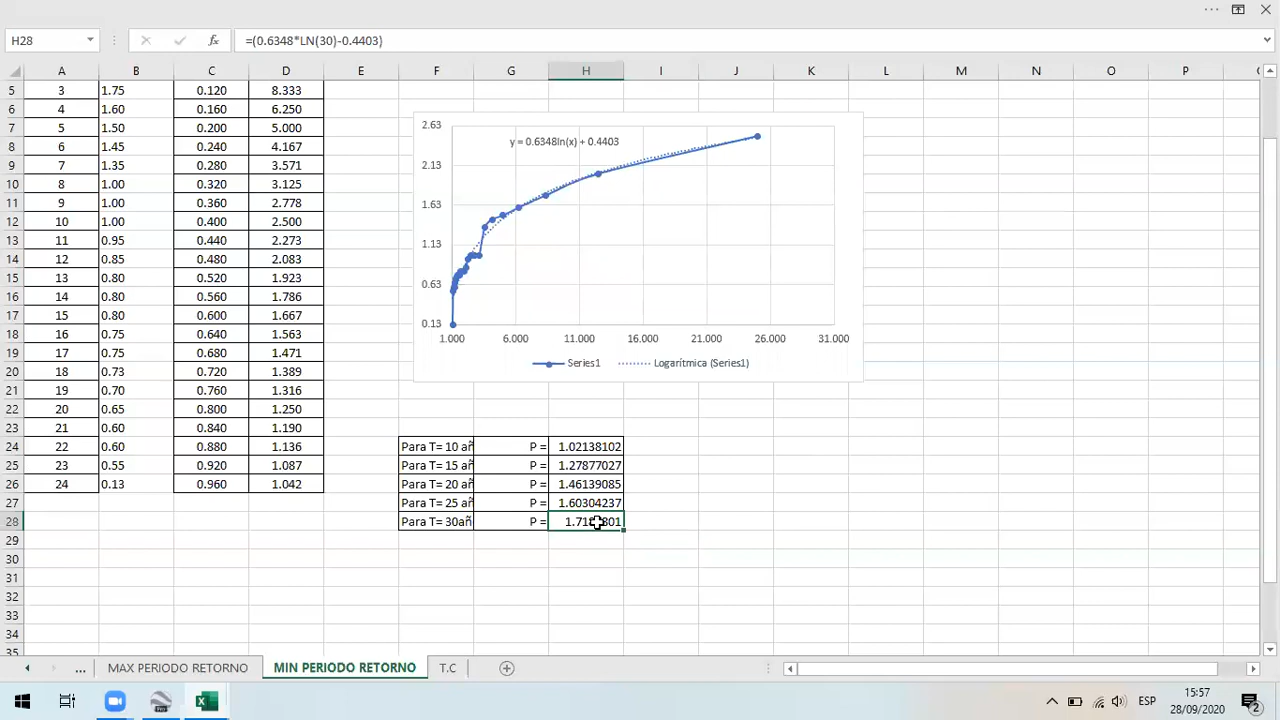 H28 fx =(0.6348*LN(30)-0.4403)
A B C D E F G H I J K L M N O P
5 3 1.75 0.120 8.333
6 4 1.60 0.160 6.250
7 5 1.50 0.200 5.000
8 6 1.45 0.240 4.167
9 7 1.35 0.280 3.571
10 8 1.00 0.320 3.125
11 9 1.00 0.360 2.778
12 10 1.00 0.400 2.500
13 11 0.95 0.440 2.273
14 12 0.85 0.480 2.083
15 13 0.80 0.520 1.923
16 14 0.80 0.560 1.786
17 15 0.80 0.600 1.667
18 16 0.75 0.640 1.563
19 17 0.75 0.680 1.471
20 18 0.73 0.720 1.389
21 19 0.70 0.760 1.316
22 20 0.65 0.800 1.250
23 21 0.60 0.840 1.190
24 22 0.60 0.880 1.136
25 23 0.55 0.920 1.087
26 24 0.13 0.960 1.042
27
28
29
30
31
32
33
34
35
2.63
2.13
1.63
1.13
0.63
0.13
y = 0.6348ln(x) + 0.4403
1.000 6.000 11.000 16.000 21.000 26.000 31.000
Series1 Logarítmica (Series1)
Para T= 10 añ P = 1.02138102
Para T= 15 añ P = 1.27877027
Para T= 20 añ P = 1.46139085
Para T= 25 añ P = 1.60304237
Para T= 30añ P =
... MAX PERIODO RETORNO MIN PERIODO RETORNO T.C
ESP 15:57
28/09/2020 2